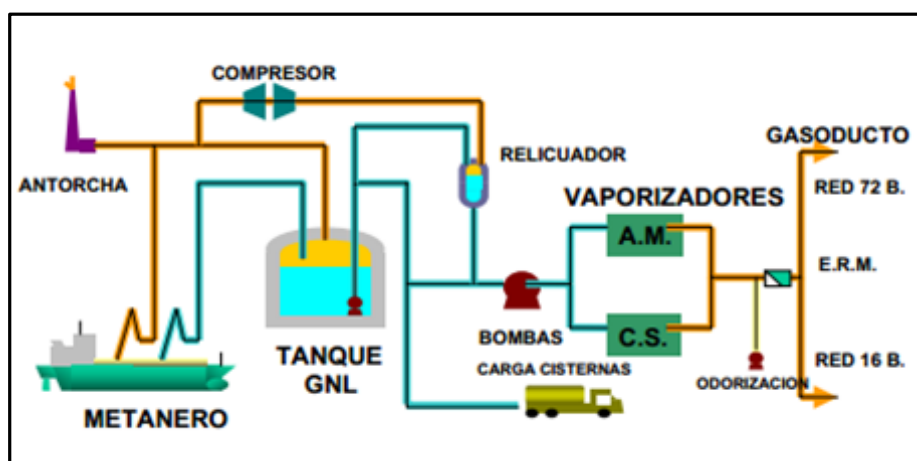 COMPRESOR
ANTORCHA
RELICUADOR
GASODUCTO
VAPORIZADORES
RED 72 B.
A.M.
E.R.M.
C.S.
BOMBAS
TANQUE
GNL
CARGA CISTERNAS
RED 16 B.
ODORIZACION
METANERO